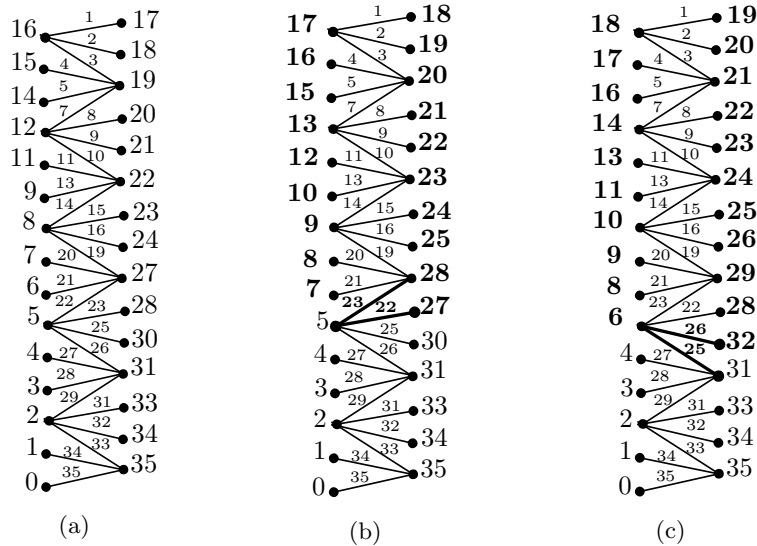 1 17
16 2 18
15 4 3
14 5 19
7 8 20
12 9 21
11 11 10
9 13 22
14 15 23
8 16 24
7 20 19
6 21 27
22 23 28
5 25 30
4 27 26
3 28 31
29 31 33
2 32 34
1 34 33
0 35 35
(a)
1 18
17 2 19
16 4 3
15 5 20
7 8 21
13 9 22
12 11 10
10 13 23
14 15 24
9 16 25
8 20 19
7 21 28
23 22 27
5 25 30
4 27 26
3 28 31
29 31 33
2 32 34
1 34 33
0 35 35
(b)
1 19
18 2 20
17 4 3
16 5 21
7 8 22
14 9 23
13 11 10
11 13 24
14 15 25
10 16 26
9 20 19
8 21 29
23 22 28
6 26 32
4 27 25
3 28 31
29 31 33
2 32 34
1 34 33
0 35 35
(c)